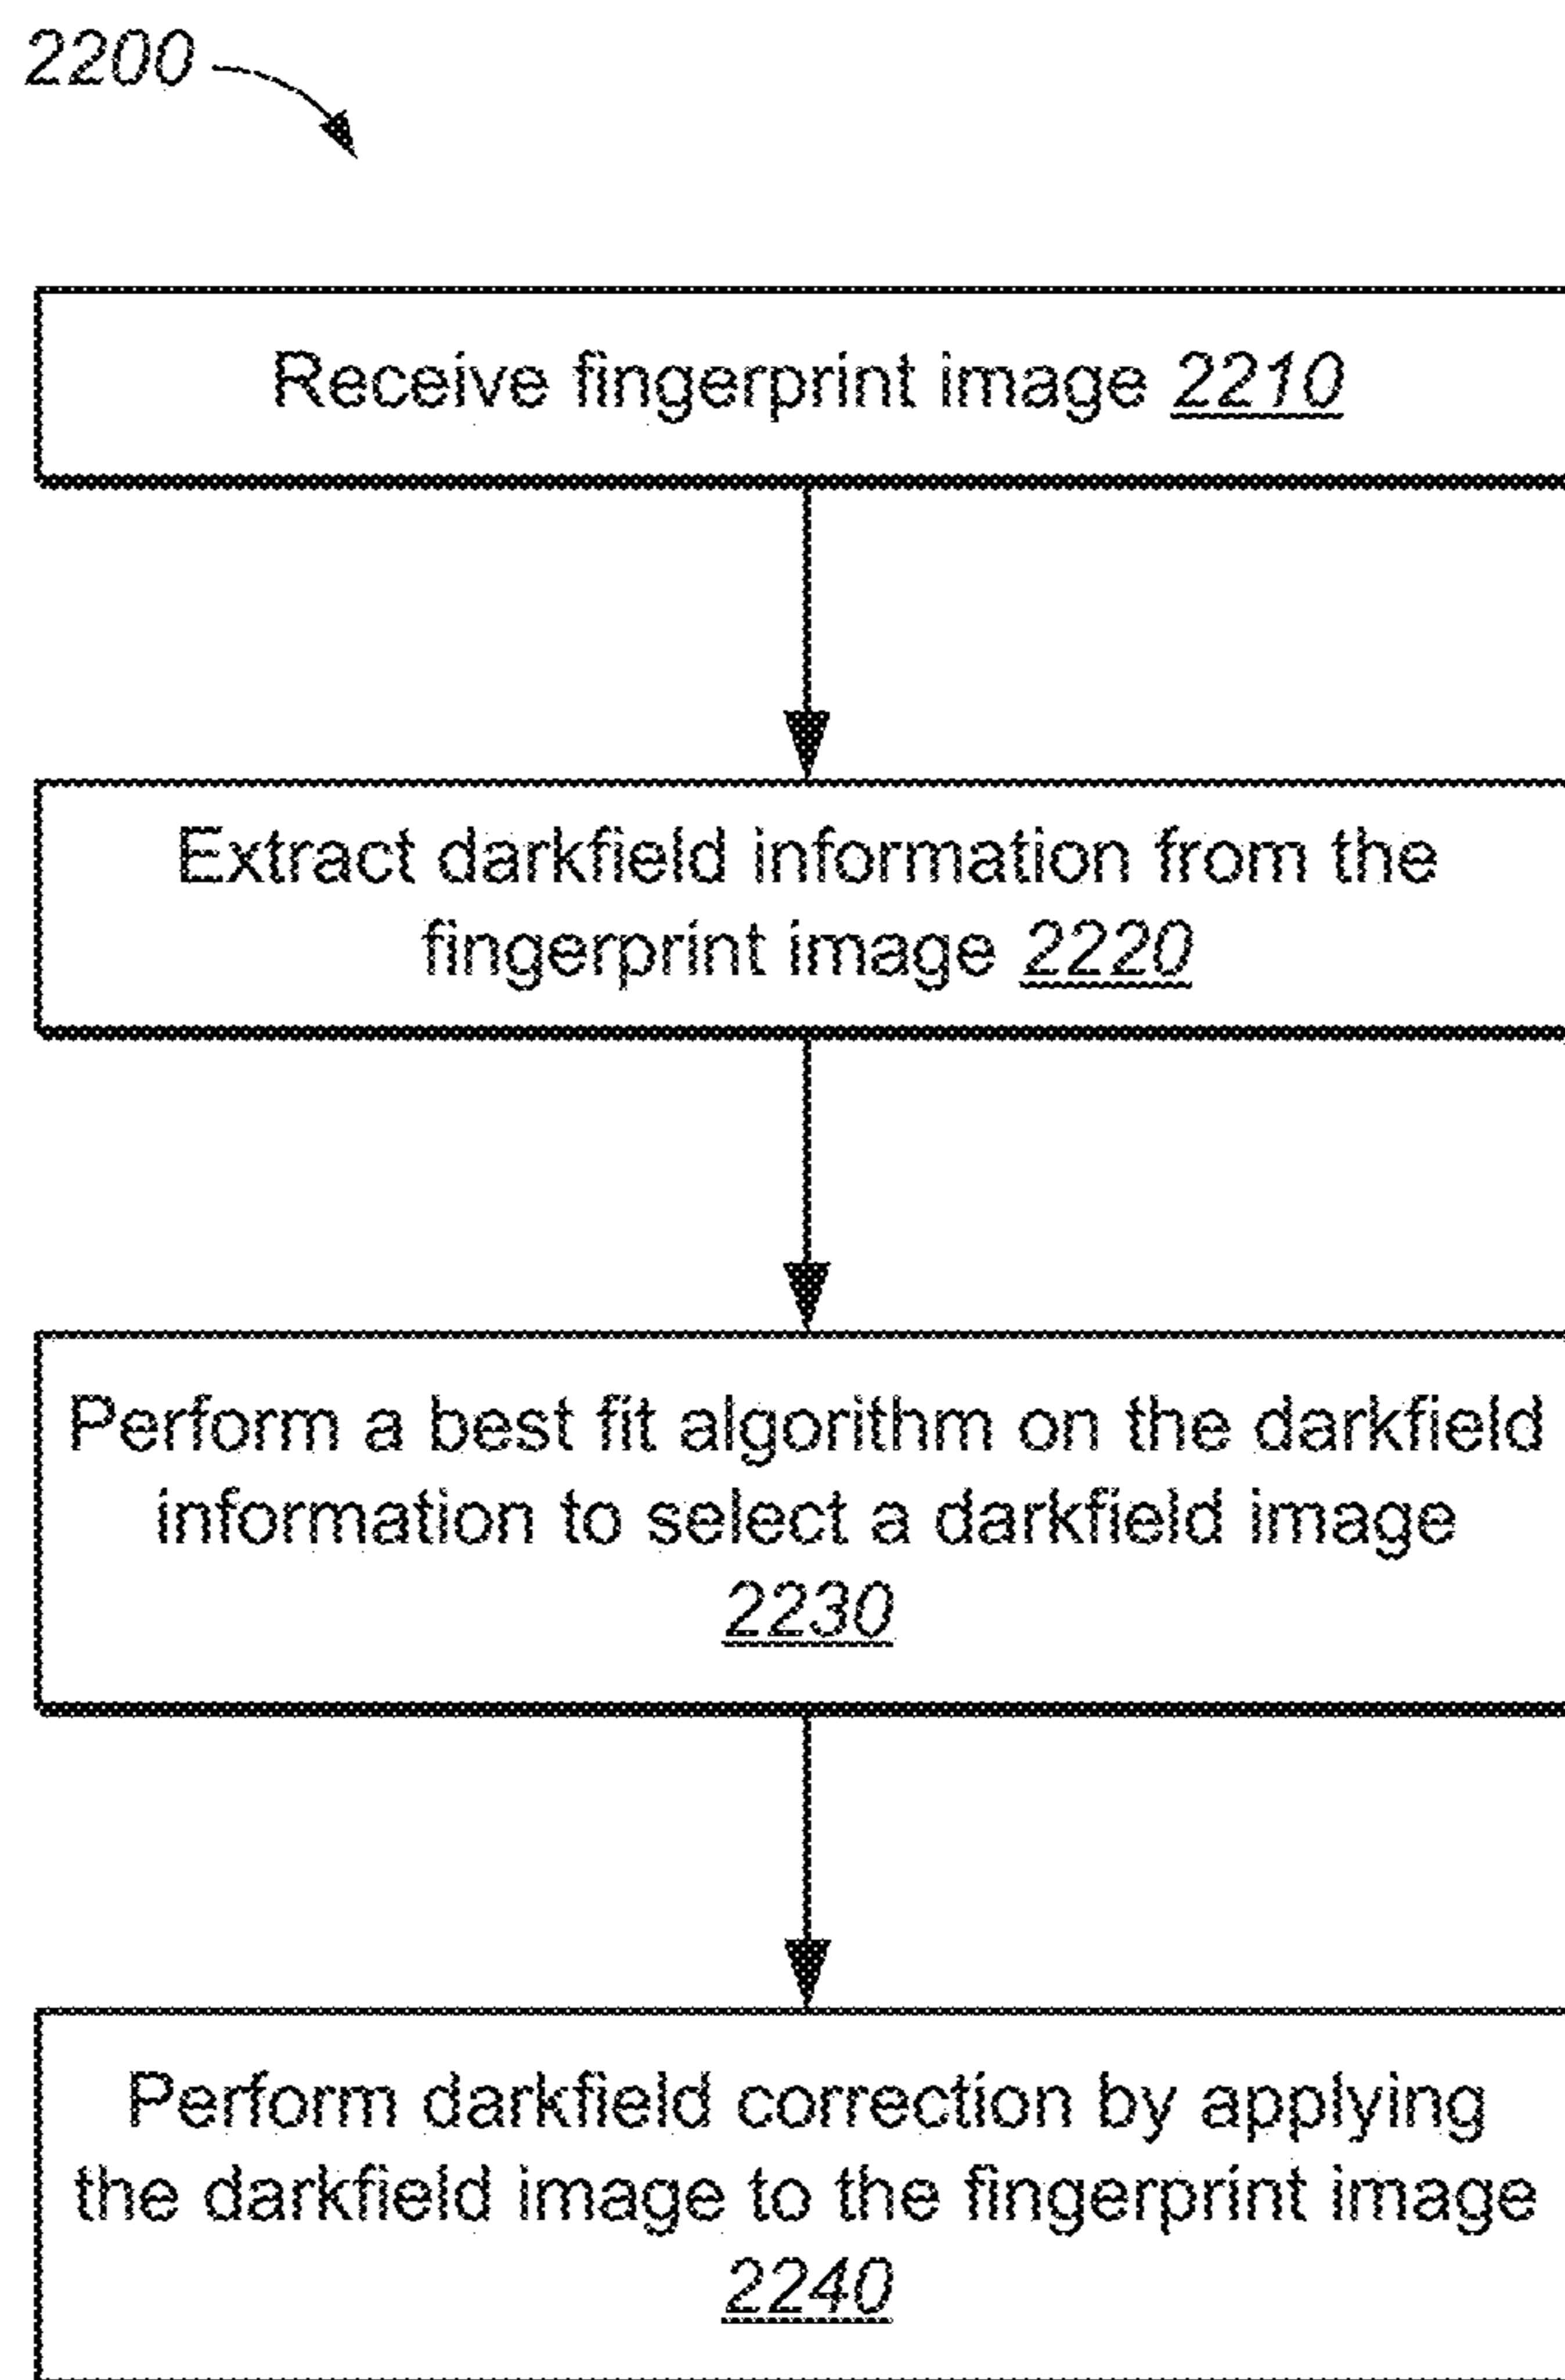 2200
Receive fingerprint image 2210
Extract darkfield information from the
fingerprint image 2220
Perform a best fit algorithm on the darkfield
information to select a darkfield image
2230
Perform darkfield correction by applying
the darkfield image to the fingerprint image
2240